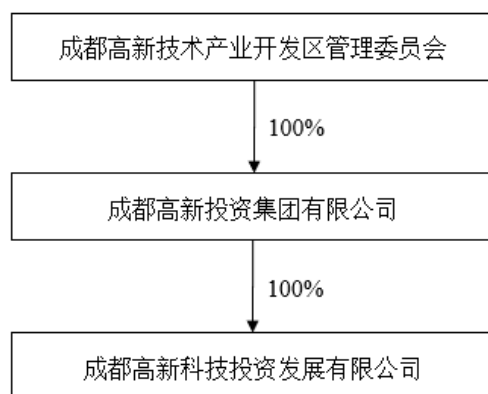 成都高新技术产业开发区管理委员会
100%
成都高新投资集团有限公司
100%
成都高新科技投资发展有限公司